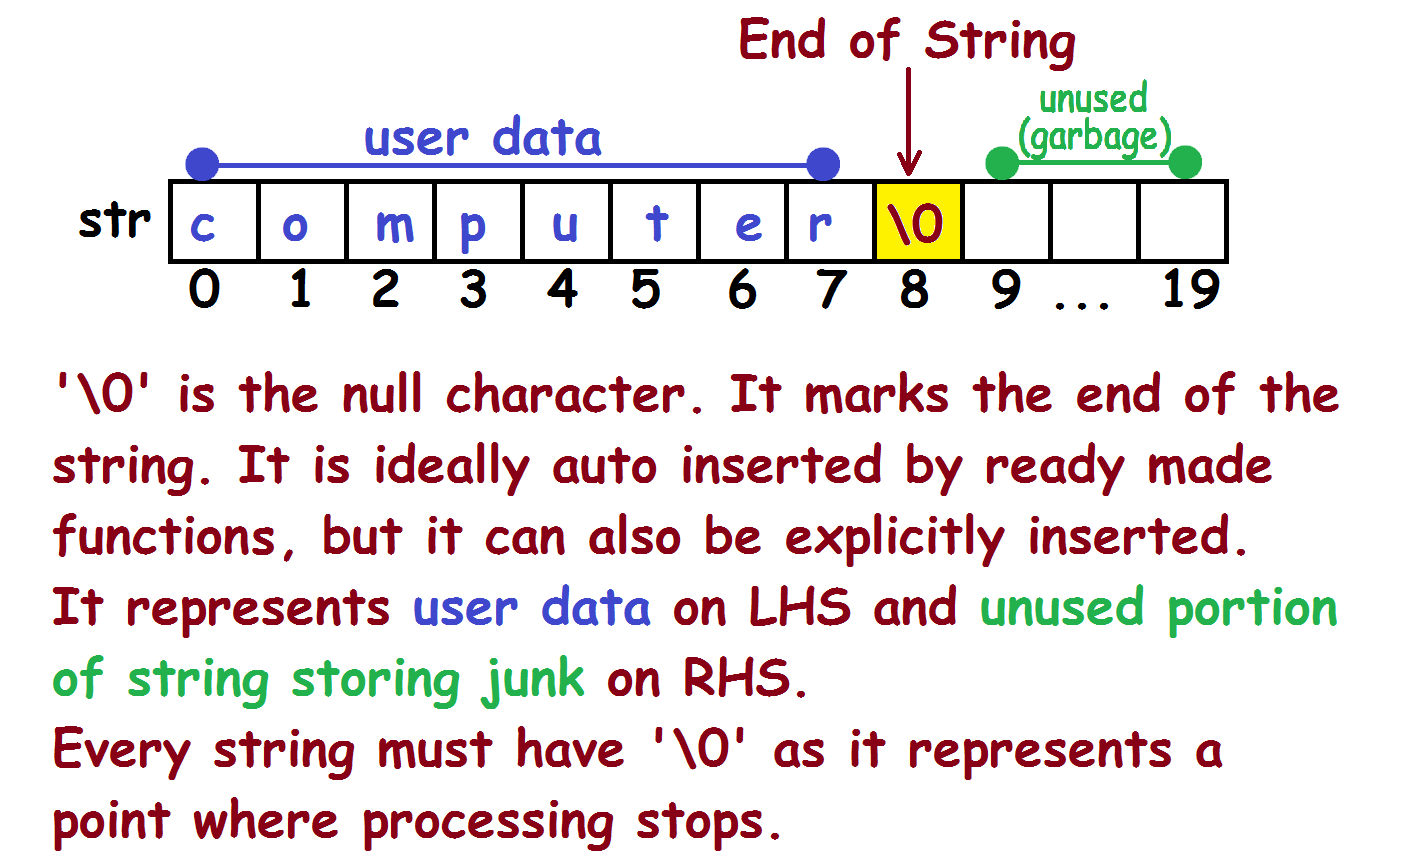 End of String
unused
(garbage)
user data
str c o m p u t e r \0
0 1 2 3 4 5 6 7 8 9 ... 19
'\0' is the null character. It marks the end of the
string. It is ideally auto inserted by ready made
functions, but it can also be explicitly inserted.
It represents user data on LHS and unused portion
of string storing junk on RHS.
Every string must have '\0' as it represents a
point where processing stops.